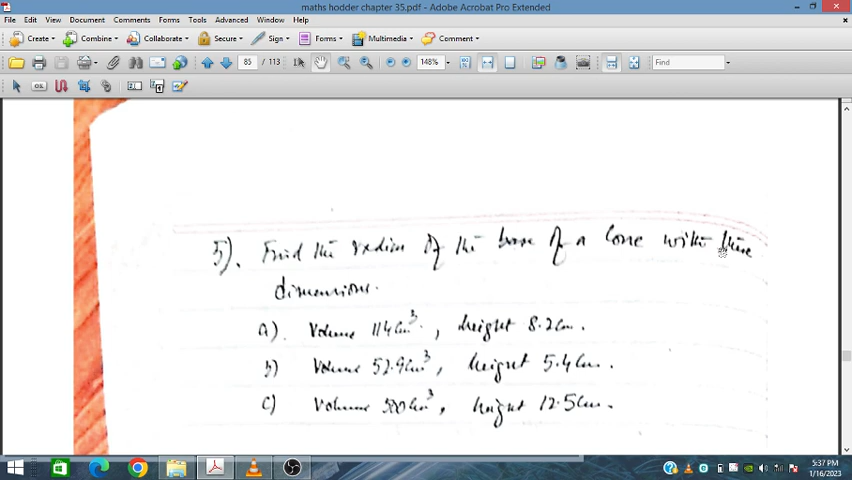 maths hodder chapter 35.pdf - Adobe Acrobat Pro Extended
File Edit View Document Comments Forms Tools Advanced Window Help
Create Combine Collaborate Secure Sign Forms Multimedia Comment
85 / 113 148% Find
5). Find the radius of the base of a Cone with these
dimensions.
a). Volume 114cm³, height 8.2cm.
b) Volume 52.9cm³, height 5.4cm.
c) Volume 500cm³, height 12.5cm.
5:37 PM
1/16/2023